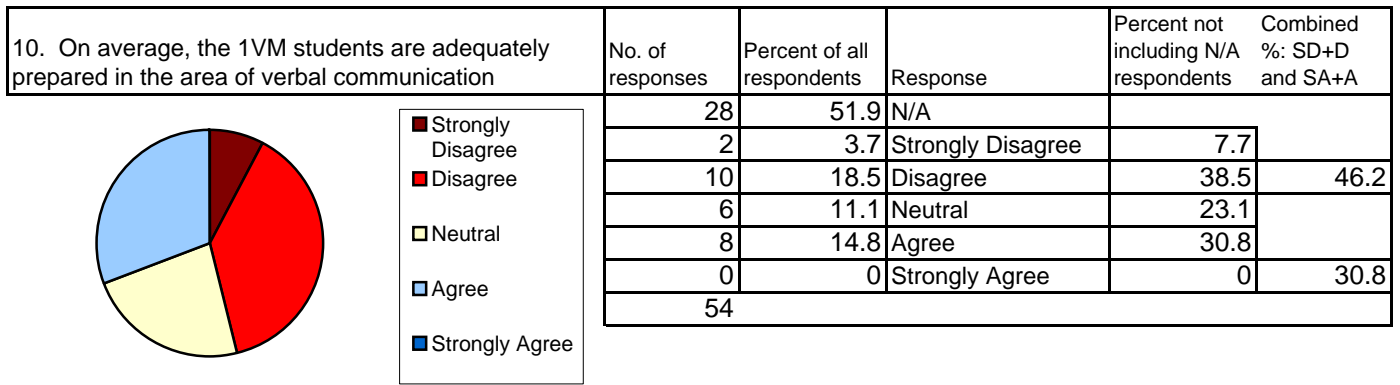 10. On average, the 1VM students are adequately
prepared in the area of verbal communication
No. of
responses
Percent of all
respondents
Response
Percent not
including N/A
respondents
Combined
%: SD+D
and SA+A
28 51.9 N/A
2 3.7 Strongly Disagree 7.7
10 18.5 Disagree 38.5 46.2
6 11.1 Neutral 23.1
8 14.8 Agree 30.8
0 0 Strongly Agree 0 30.8
54
Strongly
Disagree
Disagree
Neutral
Agree
Strongly Agree